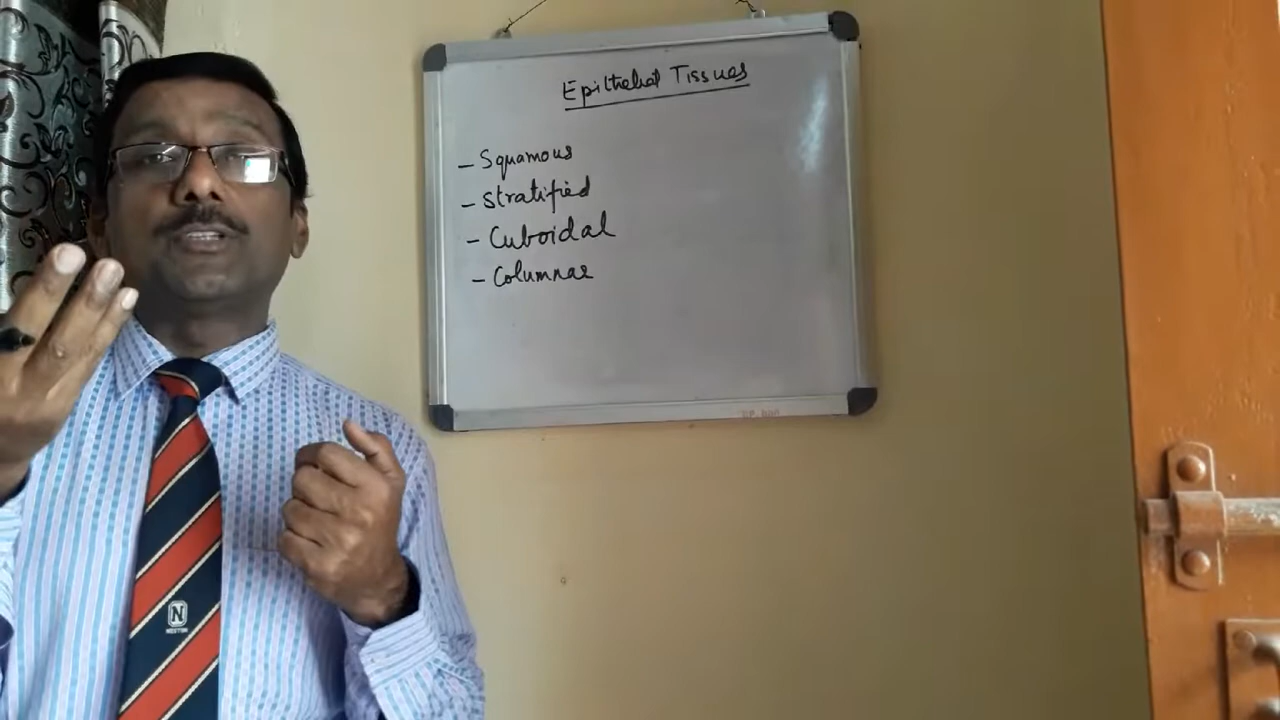 Epithelial Tissues
- Squamous
- Stratified
- Cuboidal
- Columnar
N